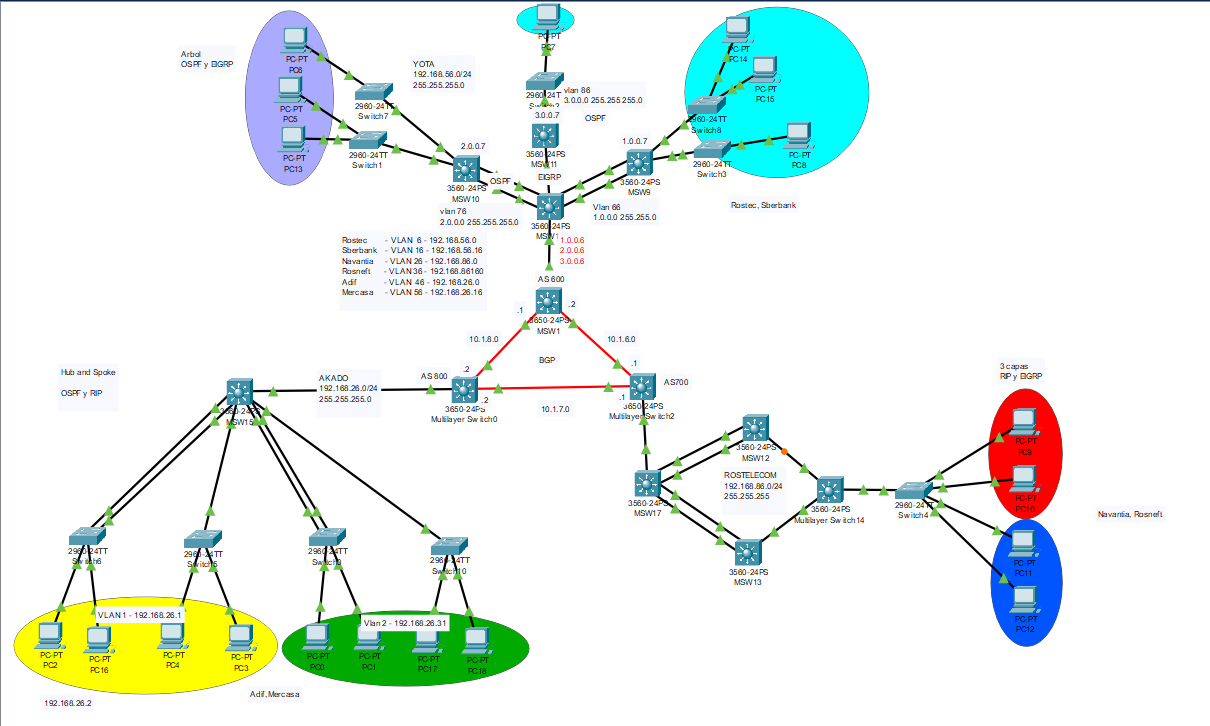 Arbol
OSPF y EIGRP
PC-PT
PC6
PC-PT
PC5
PC-PT
PC13
YOTA
192.168.56.0/24
255.255.255.0
2960-24TT
Switch7
2960-24TT
Switch1
PC-PT
PC7
2960-24TT
vlan 86
3.0.0.0 255.255.255.0
3.0.0.7
OSPF
3560-24PS
MSW11
EIGRP
PC-PT
PC14
PC-PT
PC15
2960-24TT
Switch8
PC-PT
PC8
2960-24TT
Switch3
Rostec, Sberbank
2.0.0.7
3560-24PS
MSW10
OSPF
1.0.0.7
3560-24PS
MSW9
vlan 76
2.0.0.0 255.255.255.0
Vlan 66
1.0.0.0 255.255.255.0
3560-24PS
MSW1
1.0.0.6
2.0.0.6
3.0.0.6
Rostec - VLAN 6 - 192.168.56.0
Sberbank - VLAN 16 - 192.168.56.16
Navantia - VLAN 26 - 192.168.86.0
Rosneft - VLAN 36 - 192.168.86160
Adif - VLAN 46 - 192.168.26.0
Mercasa - VLAN 56 - 192.168.26.16
AS 600
.1
.2
3650-24PS
MSW1
10.1.8.0
10.1.6.0
BGP
.2
.1
AS 800
AS700
3650-24PS
Multilayer Switch0
.2
.1
3650-24PS
Multilayer Switch2
10.1.7.0
Hub and Spoke
OSPF y RIP
AKADO
192.168.26.0/24
255.255.255.0
3560-24PS
MSW15
3 capas
RIP y EIGRP
3560-24PS
MSW12
ROSTELECOM
192.168.86.0/24
255.255.255
3560-24PS
MSW17
3560-24PS
Multilayer Switch14
3560-24PS
MSW13
2960-24TT
Switch4
PC-PT
PC9
PC-PT
PC10
PC-PT
PC11
PC-PT
PC12
Navantia, Rosneft
2960-24TT
Switch6
2960-24TT
Switch5
2960-24TT
2960-24TT
Switch10
VLAN 1 - 192.168.26.1
Vlan 2 - 192.168.26.31
PC-PT
PC2
PC-PT
PC16
PC-PT
PC4
PC-PT
PC3
PC-PT
PC-PT
PC1
PC-PT
PC17
PC-PT
PC18
Adif,Mercasa
192.168.26.2